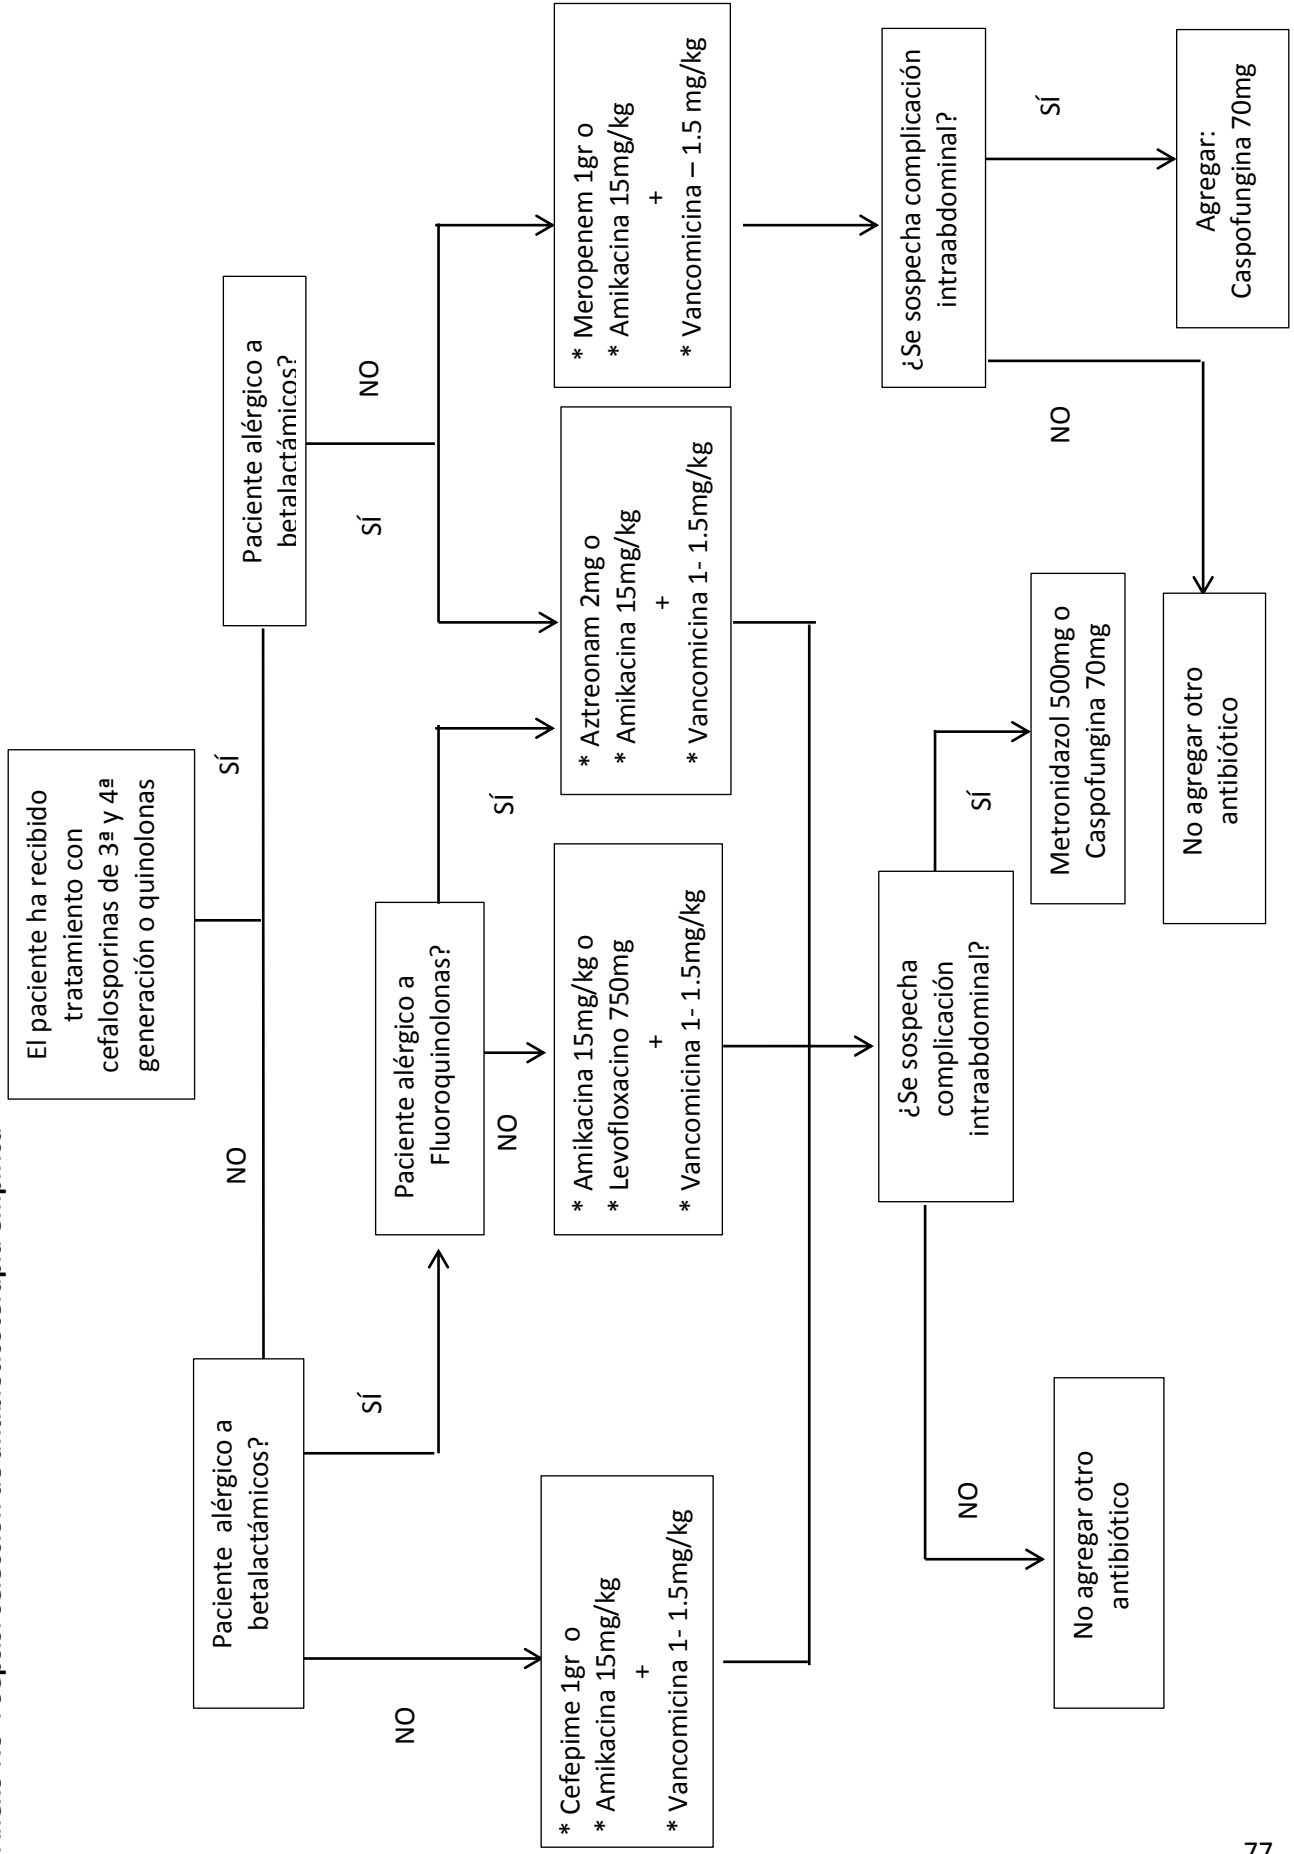 El paciente ha recibido
tratamiento con
cefalosporinas de 3ª y 4ª
generación o quinolonas
NO
SÍ
Paciente alérgico a
betalactámicos?
Paciente alérgico a
betalactámicos?
NO
SÍ
SÍ
NO
Paciente alérgico a
Fluoroquinolonas?
NO
SÍ
* Cefepime 1gr o
* Amikacina 15mg/kg
+
* Vancomicina 1- 1.5mg/kg
* Amikacina 15mg/kg o
* Levofloxacino 750mg
+
* Vancomicina 1- 1.5mg/kg
* Aztreonam 2mg o
* Amikacina 15mg/kg
+
* Vancomicina 1- 1.5mg/kg
* Meropenem 1gr o
* Amikacina 15mg/kg
+
* Vancomicina – 1.5 mg/kg
¿Se sospecha
complicación
intraabdominal?
¿Se sospecha complicación
intraabdominal?
NO
SÍ
NO
SÍ
No agregar otro
antibiótico
Metronidazol 500mg o
Caspofungina 70mg
No agregar otro
antibiótico
Agregar:
Caspofungina 70mg
77